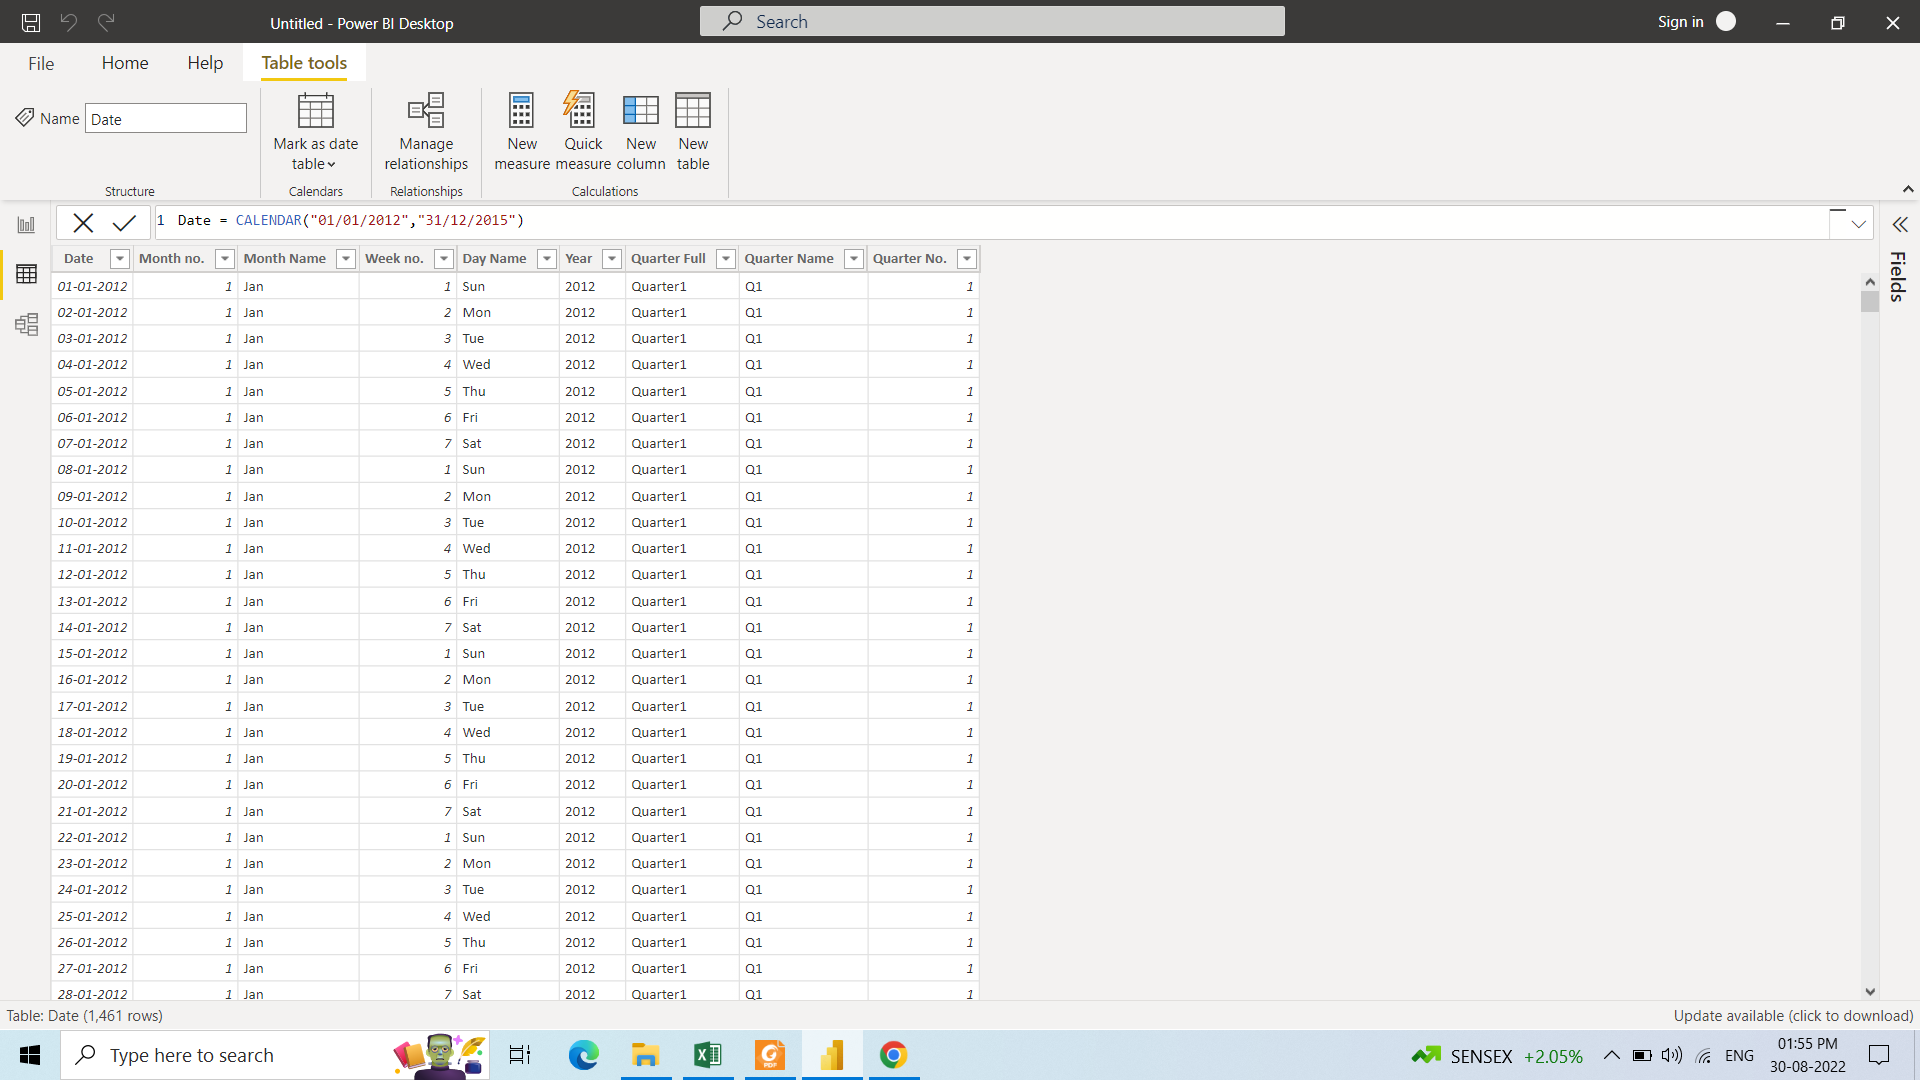 Untitled - Power BI Desktop
Search
Sign in
File Home Help Table tools
Name Date
Mark as date table
Manage relationships
New measure
Quick measure
New column
New table
Structure Calendars Relationships Calculations
1 Date = CALENDAR("01/01/2012","31/12/2015")
Fields
Date Month no. Month Name Week no. Day Name Year Quarter Full Quarter Name Quarter No.
01-01-2012 1 Jan 1 Sun 2012 Quarter1 Q1 1
02-01-2012 1 Jan 2 Mon 2012 Quarter1 Q1 1
03-01-2012 1 Jan 3 Tue 2012 Quarter1 Q1 1
04-01-2012 1 Jan 4 Wed 2012 Quarter1 Q1 1
05-01-2012 1 Jan 5 Thu 2012 Quarter1 Q1 1
06-01-2012 1 Jan 6 Fri 2012 Quarter1 Q1 1
07-01-2012 1 Jan 7 Sat 2012 Quarter1 Q1 1
08-01-2012 1 Jan 1 Sun 2012 Quarter1 Q1 1
09-01-2012 1 Jan 2 Mon 2012 Quarter1 Q1 1
10-01-2012 1 Jan 3 Tue 2012 Quarter1 Q1 1
11-01-2012 1 Jan 4 Wed 2012 Quarter1 Q1 1
12-01-2012 1 Jan 5 Thu 2012 Quarter1 Q1 1
13-01-2012 1 Jan 6 Fri 2012 Quarter1 Q1 1
14-01-2012 1 Jan 7 Sat 2012 Quarter1 Q1 1
15-01-2012 1 Jan 1 Sun 2012 Quarter1 Q1 1
16-01-2012 1 Jan 2 Mon 2012 Quarter1 Q1 1
17-01-2012 1 Jan 3 Tue 2012 Quarter1 Q1 1
18-01-2012 1 Jan 4 Wed 2012 Quarter1 Q1 1
19-01-2012 1 Jan 5 Thu 2012 Quarter1 Q1 1
20-01-2012 1 Jan 6 Fri 2012 Quarter1 Q1 1
21-01-2012 1 Jan 7 Sat 2012 Quarter1 Q1 1
22-01-2012 1 Jan 1 Sun 2012 Quarter1 Q1 1
23-01-2012 1 Jan 2 Mon 2012 Quarter1 Q1 1
24-01-2012 1 Jan 3 Tue 2012 Quarter1 Q1 1
25-01-2012 1 Jan 4 Wed 2012 Quarter1 Q1 1
26-01-2012 1 Jan 5 Thu 2012 Quarter1 Q1 1
27-01-2012 1 Jan 6 Fri 2012 Quarter1 Q1 1
28-01-2012 1 Jan 7 Sat 2012 Quarter1 Q1 1
Table: Date (1,461 rows)
Update available (click to download)
Type here to search
PDF
SENSEX +2.05%
ENG
01:55 PM
30-08-2022